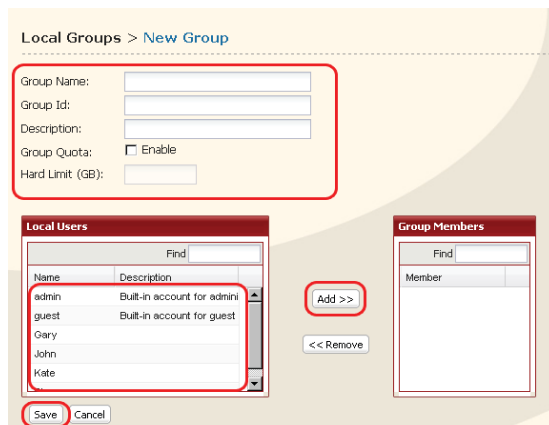 Local Groups > New Group
Group Name:
Group Id:
Description:
Group Quota: Enable
Hard Limit (GB):
Local Users
Find
Name Description
admin Built-in account for admini
guest Built-in account for guest
Gary
John
Kate
Add >>
<< Remove
Group Members
Find
Member
Save Cancel